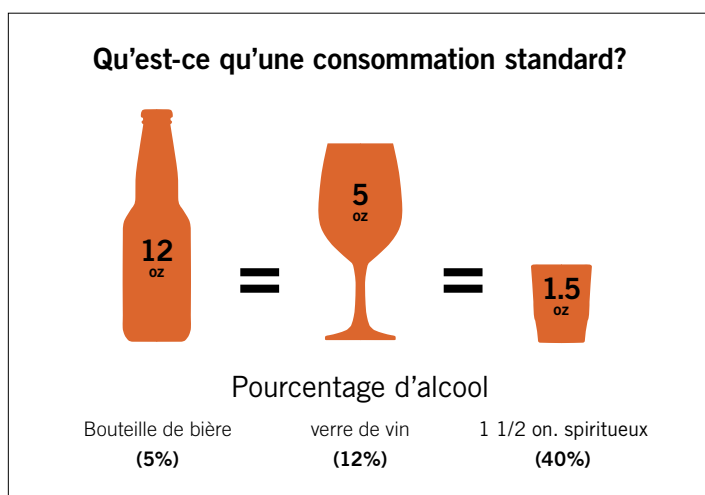 Qu'est-ce qu'une consommation standard?
12
oz
=
5
oz
=
1.5
oz
Pourcentage d'alcool
Bouteille de bière
(5%)
verre de vin
(12%)
1 1/2 on. spiritueux
(40%)